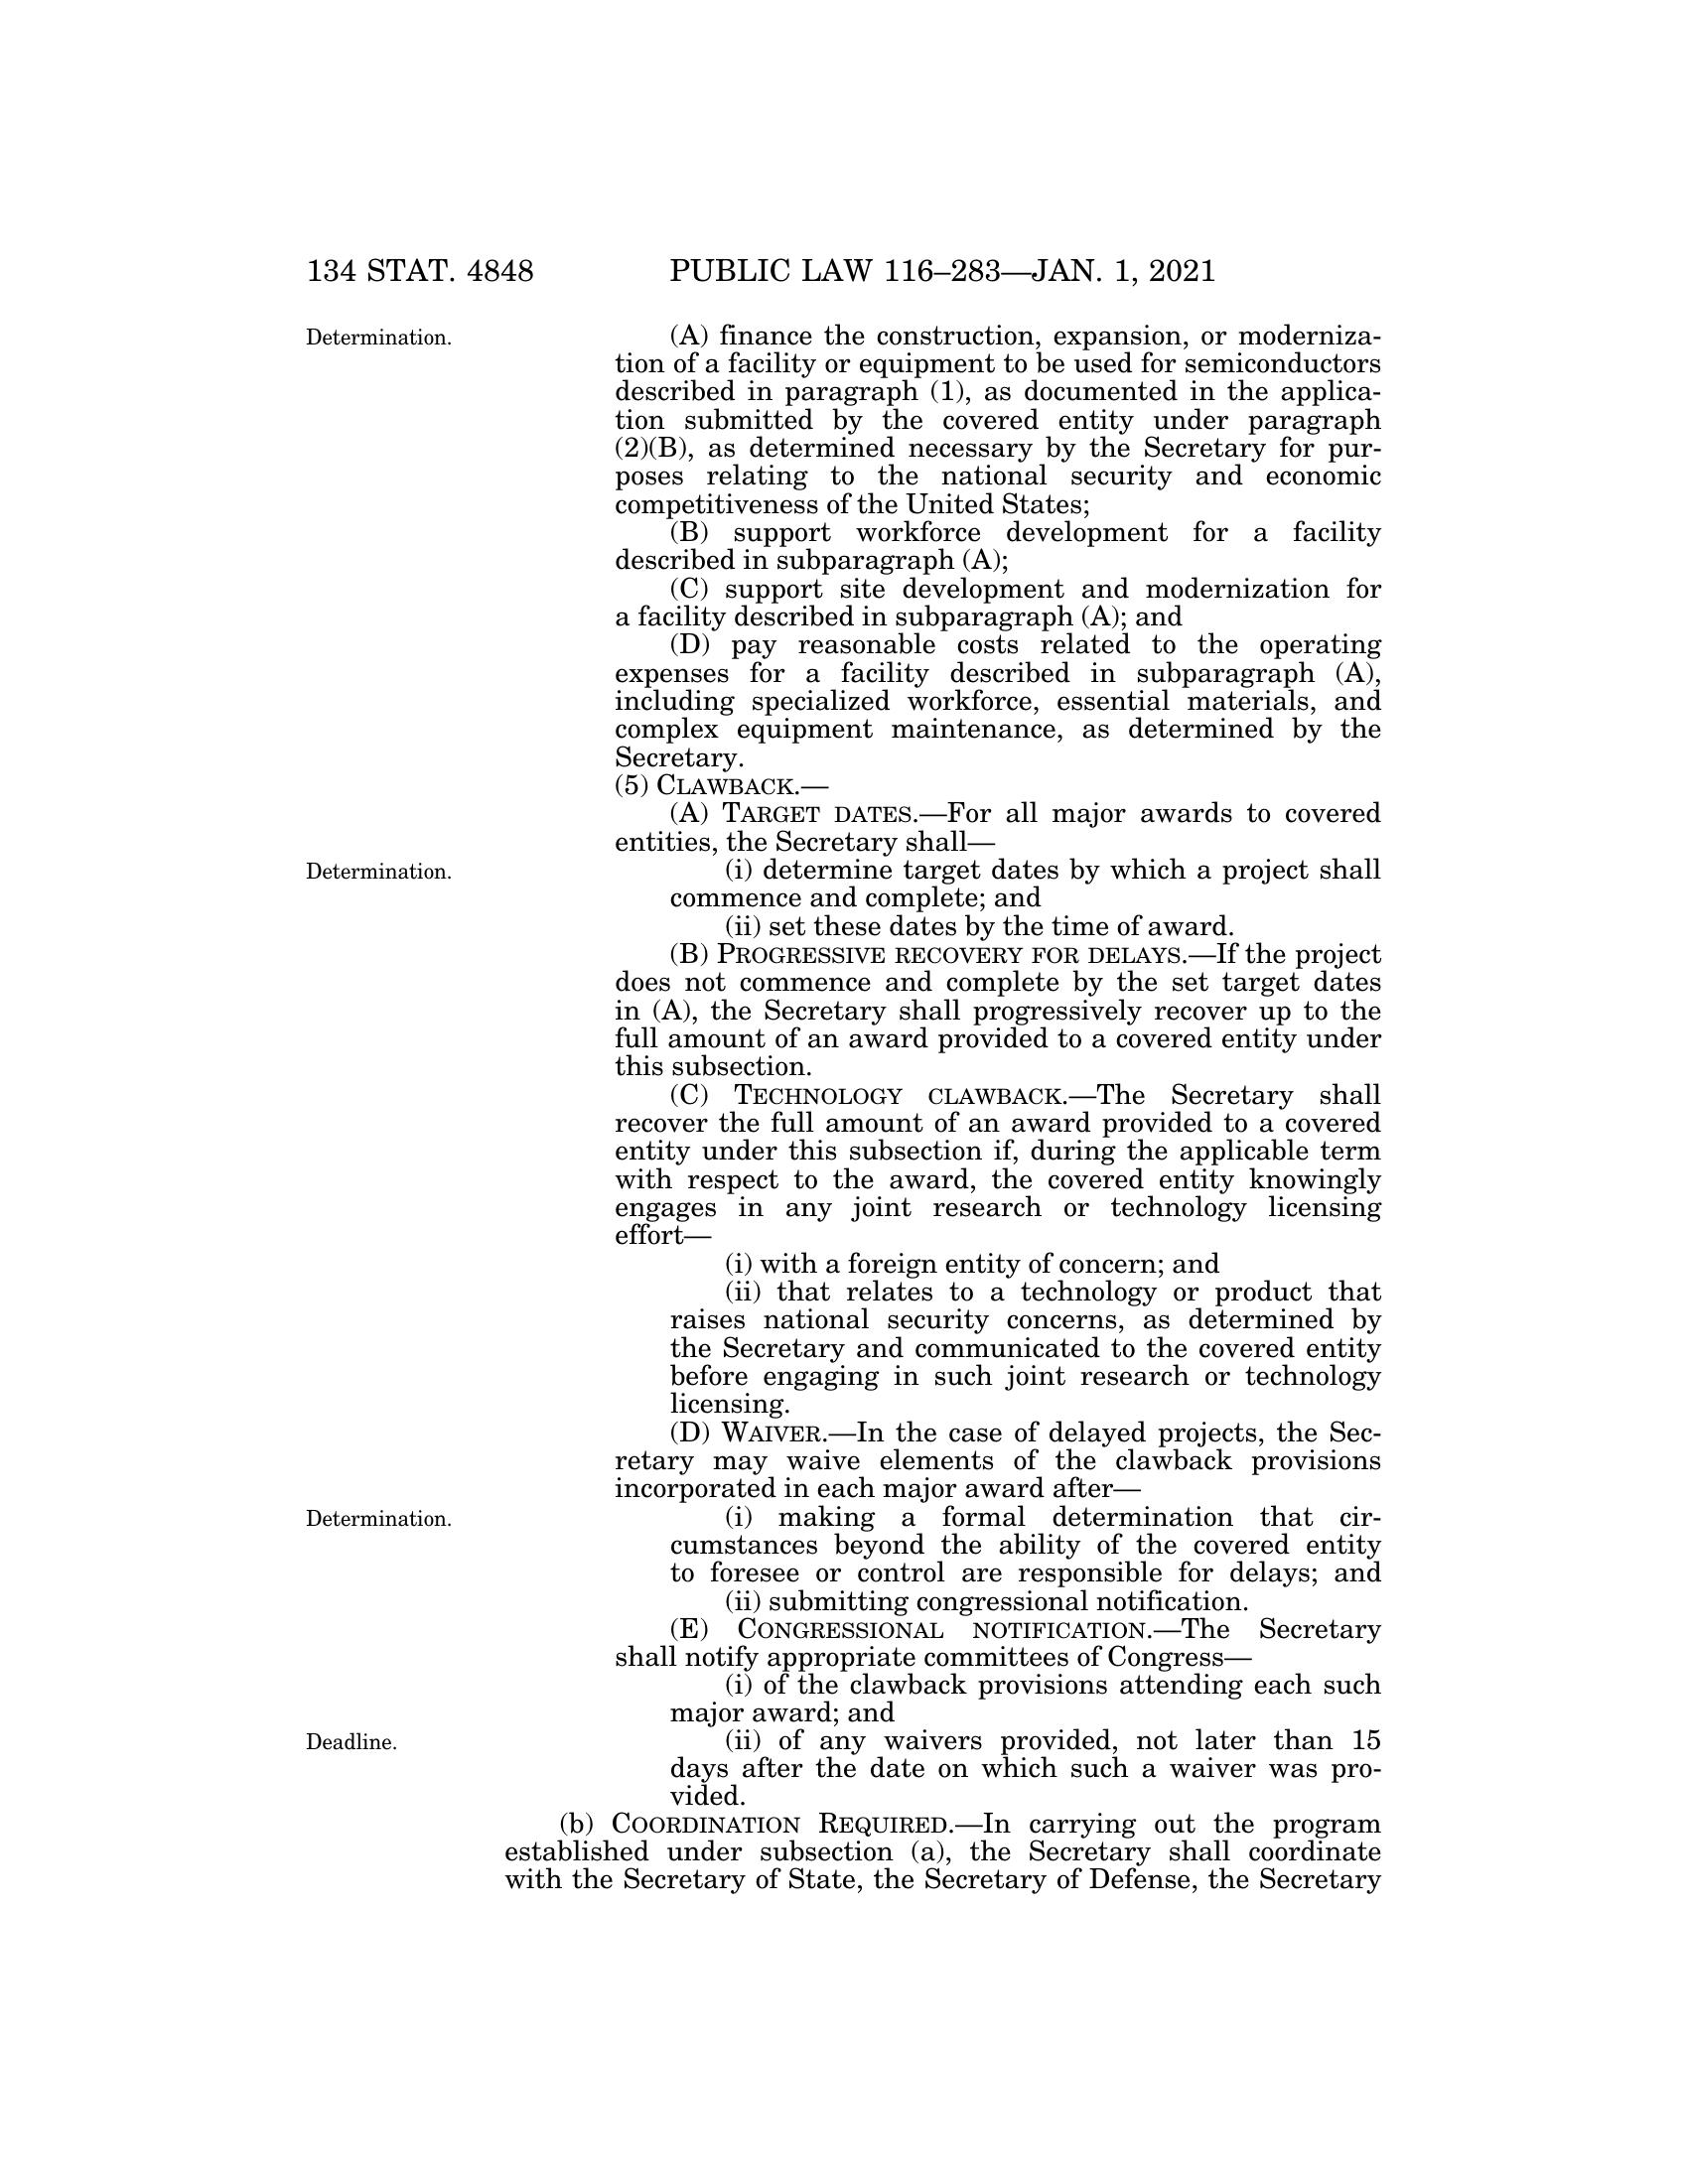 134 STAT. 4848
PUBLIC LAW 116–283—JAN. 1, 2021
Determination.
(A) finance the construction, expansion, or moderniza-
tion of a facility or equipment to be used for semiconductors
described in paragraph (1), as documented in the applica-
tion submitted by the covered entity under paragraph
(2)(B), as determined necessary by the Secretary for pur-
poses relating to the national security and economic
competitiveness of the United States;
(B) support workforce development for a facility
described in subparagraph (A);
(C) support site development and modernization for
a facility described in subparagraph (A); and
(D) pay reasonable costs related to the operating
expenses for a facility described in subparagraph (A),
including specialized workforce, essential materials, and
complex equipment maintenance, as determined by the
Secretary.
(5) CLAWBACK.—
(A) TARGET DATES.—For all major awards to covered
entities, the Secretary shall—
Determination.
(i) determine target dates by which a project shall
commence and complete; and
(ii) set these dates by the time of award.
(B) PROGRESSIVE RECOVERY FOR DELAYS.—If the project
does not commence and complete by the set target dates
in (A), the Secretary shall progressively recover up to the
full amount of an award provided to a covered entity under
this subsection.
(C) TECHNOLOGY CLAWBACK.—The Secretary shall
recover the full amount of an award provided to a covered
entity under this subsection if, during the applicable term
with respect to the award, the covered entity knowingly
engages in any joint research or technology licensing
effort—
(i) with a foreign entity of concern; and
(ii) that relates to a technology or product that
raises national security concerns, as determined by
the Secretary and communicated to the covered entity
before engaging in such joint research or technology
licensing.
(D) WAIVER.—In the case of delayed projects, the Sec-
retary may waive elements of the clawback provisions
incorporated in each major award after—
Determination.
(i) making a formal determination that cir-
cumstances beyond the ability of the covered entity
to foresee or control are responsible for delays; and
(ii) submitting congressional notification.
(E) CONGRESSIONAL NOTIFICATION.—The Secretary
shall notify appropriate committees of Congress—
(i) of the clawback provisions attending each such
major award; and
Deadline.
(ii) of any waivers provided, not later than 15
days after the date on which such a waiver was pro-
vided.
(b) COORDINATION REQUIRED.—In carrying out the program
established under subsection (a), the Secretary shall coordinate
with the Secretary of State, the Secretary of Defense, the Secretary